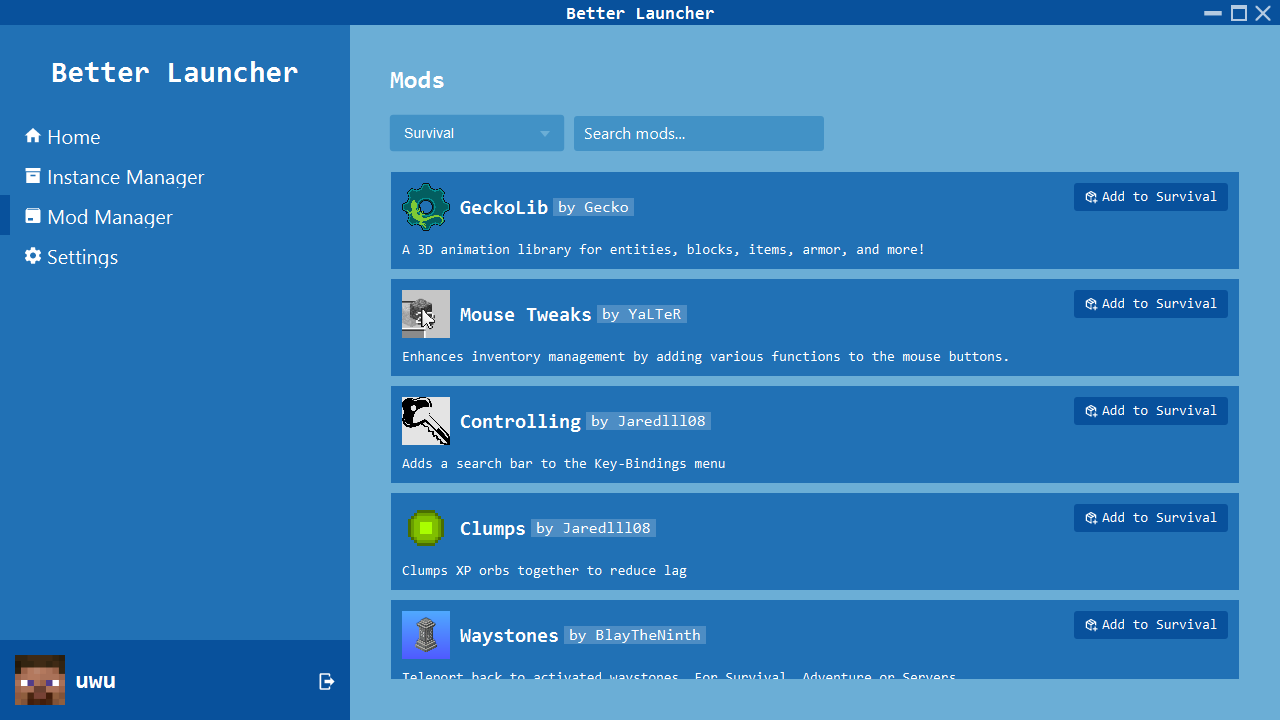 Better Launcher
Better Launcher
Home
Instance Manager
Mod Manager
Settings
uwu
Mods
Survival
Search mods...
GeckoLib by Gecko
Add to Survival
A 3D animation library for entities, blocks, items, armor, and more!
Mouse Tweaks by YaLTeR
Add to Survival
Enhances inventory management by adding various functions to the mouse buttons.
Controlling by Jaredlll08
Add to Survival
Adds a search bar to the Key-Bindings menu
Clumps by Jaredlll08
Add to Survival
Clumps XP orbs together to reduce lag
Waystones by BlayTheNinth
Add to Survival
Teleport back to activated waystones. For Survival, Adventure or Servers